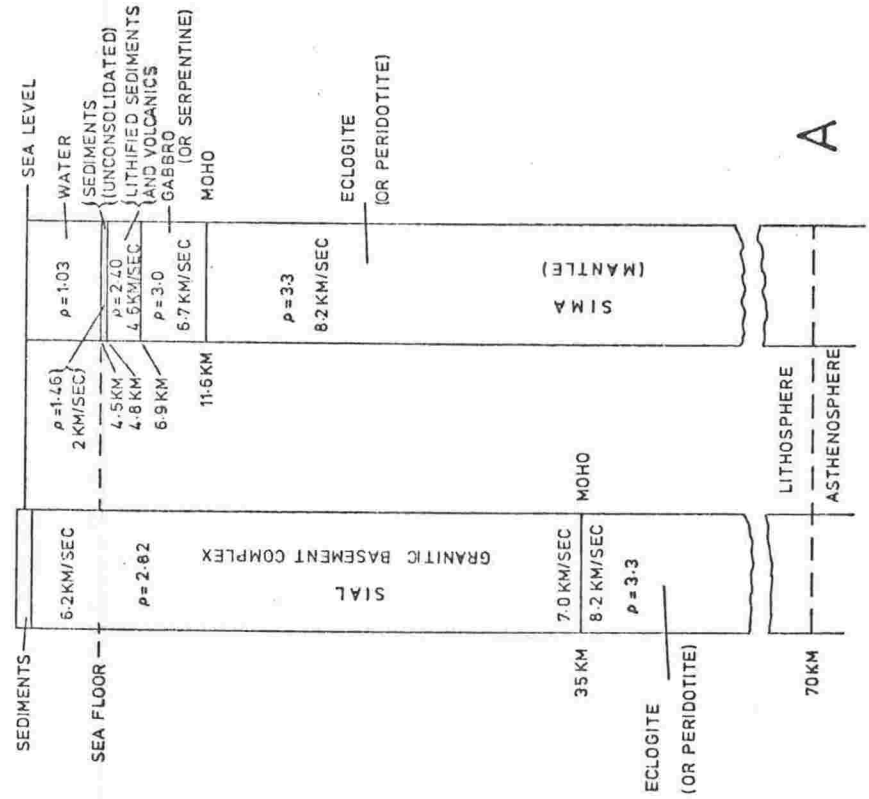 SEDIMENTS
SEA FLOOR
6.2 KM/SEC
ρ=2.82
SIAL
GRANITIC BASEMENT COMPLEX
7.0 KM/SEC
35 KM
MOHO
8.2 KM/SEC
ρ=3.3
ECLOGITE
(OR PERIDOTITE)
70 KM
LITHOSPHERE
ASTHENOSPHERE
SEA LEVEL
WATER
ρ=1.03
SEDIMENTS
(UNCONSOLIDATED)
ρ=1.46
2 KM/SEC
4.5 KM
4.8 KM
LITHIFIED SEDIMENTS
AND VOLCANICS
ρ=2.40
4.6 KM/SEC
6.9 KM
GABBRO
(OR SERPENTINE)
ρ=3.0
6.7 KM/SEC
11.6 KM
MOHO
ρ=3.3
8.2 KM/SEC
ECLOGITE
(OR PERIDOTITE)
SIMA
(MANTLE)
A